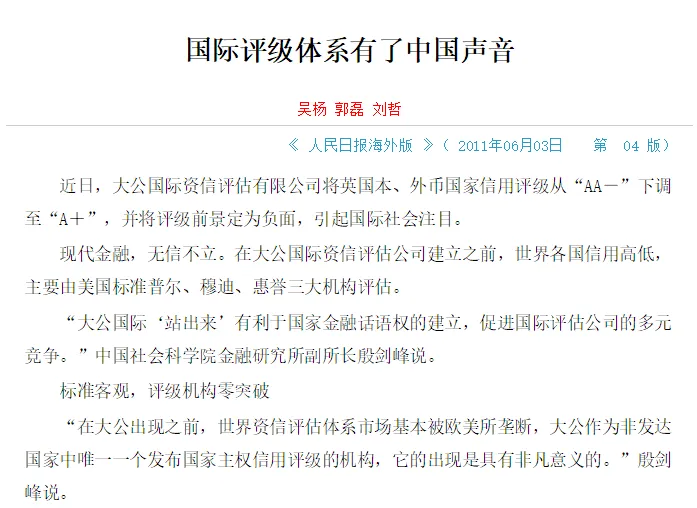 国际评级体系有了中国声音
吴杨 郭磊 刘哲
《 人民日报海外版 》（ 2011年06月03日 第 04 版）
近日，大公国际资信评估有限公司将英国本、外币国家信用评级从“AA－”下调
至“A＋”，并将评级前景定为负面，引起国际社会注目。
现代金融，无信不立。在大公国际资信评估公司建立之前，世界各国信用高低，
主要由美国标准普尔、穆迪、惠誉三大机构评估。
“大公国际‘站出来’有利于国家金融话语权的建立，促进国际评估公司的多元
竞争。”中国社会科学院金融研究所副所长殷剑峰说。
标准客观，评级机构零突破
“在大公出现之前，世界资信评估体系市场基本被欧美所垄断，大公作为非发达
国家中唯一一个发布国家主权信用评级的机构，它的出现是具有非凡意义的。”殷剑
峰说。